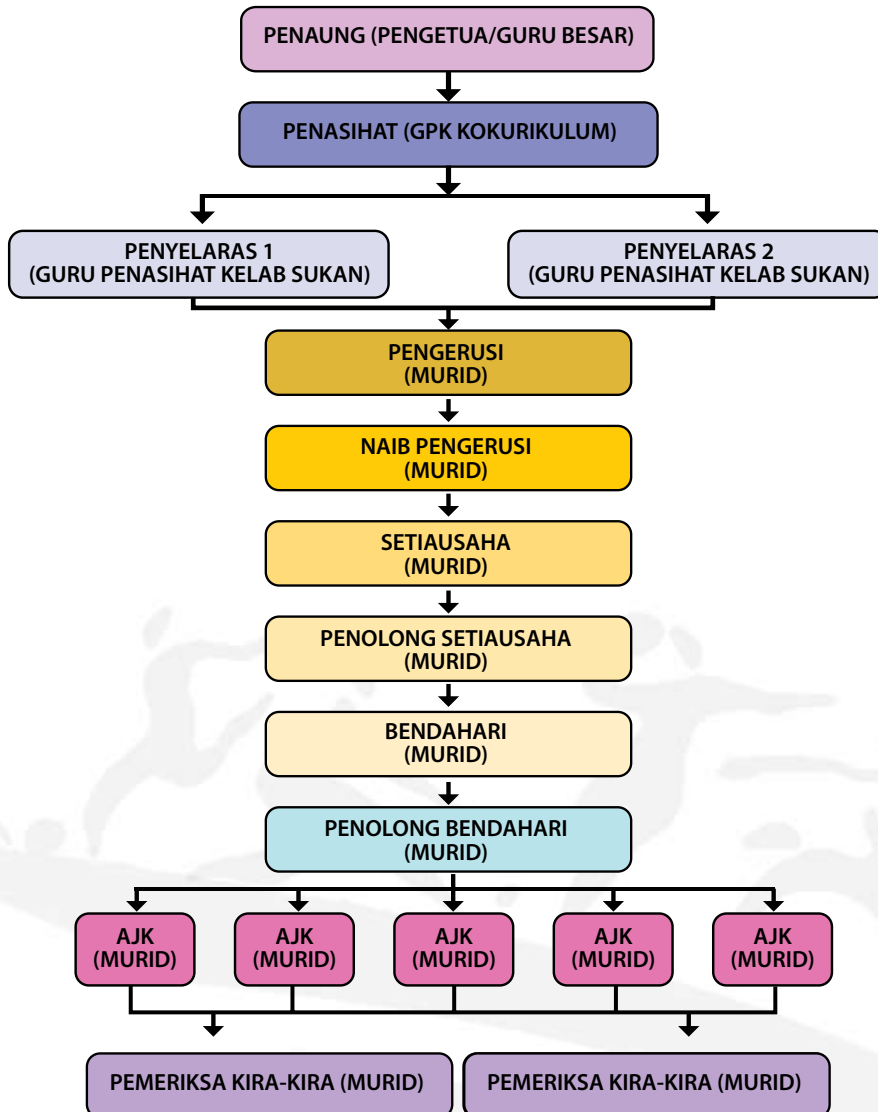 PENAUNG (PENGETUA/GURU BESAR)
PENASIHAT (GPK KOKURIKULUM)
PENYELARAS 1
(GURU PENASIHAT KELAB SUKAN)
PENYELARAS 2
(GURU PENASIHAT KELAB SUKAN)
PENGERUSI
(MURID)
NAIB PENGERUSI
(MURID)
SETIAUSAHA
(MURID)
PENOLONG SETIAUSAHA
(MURID)
BENDAHARI
(MURID)
PENOLONG BENDAHARI
(MURID)
AJK
(MURID)
AJK
(MURID)
AJK
(MURID)
AJK
(MURID)
AJK
(MURID)
PEMERIKSA KIRA-KIRA (MURID)
PEMERIKSA KIRA-KIRA (MURID)